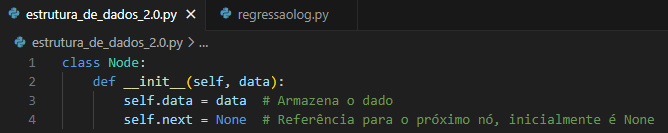 estrutura_de_dados_2.0.py × regressaolog.py
estrutura_de_dados_2.0.py > ...
1 class Node:
2     def __init__(self, data):
3         self.data = data  # Armazena o dado
4         self.next = None  # Referência para o próximo nó, inicialmente é None